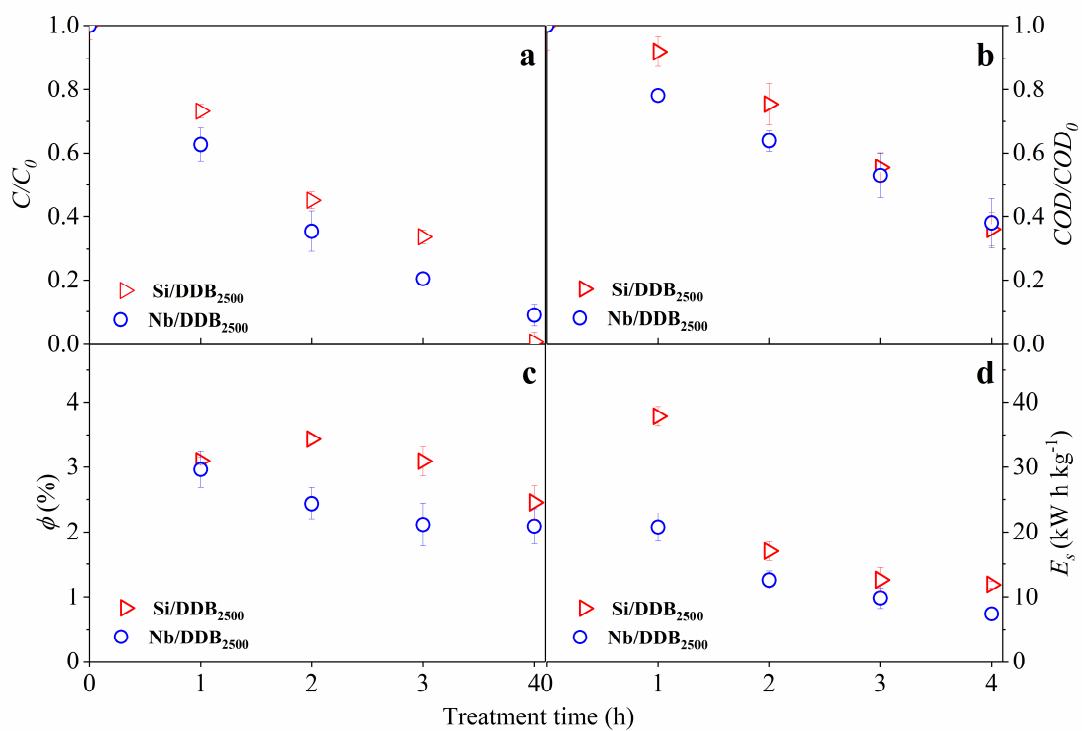 1.0 a b 1.0
0.8 0.8
0.6 0.6
0.4 0.4
0.2 0.2
0.0 0.0
C/C0
COD/COD0
Si/DDB2500
Nb/DDB2500
Si/DDB2500
Nb/DDB2500
c d
4 40
3 30
2 20
1 10
0 0
ϕ (%)
Es (kW h kg-1)
Si/DDB2500
Nb/DDB2500
Si/DDB2500
Nb/DDB2500
0 1 2 3 40 1 2 3 4
Treatment time (h)